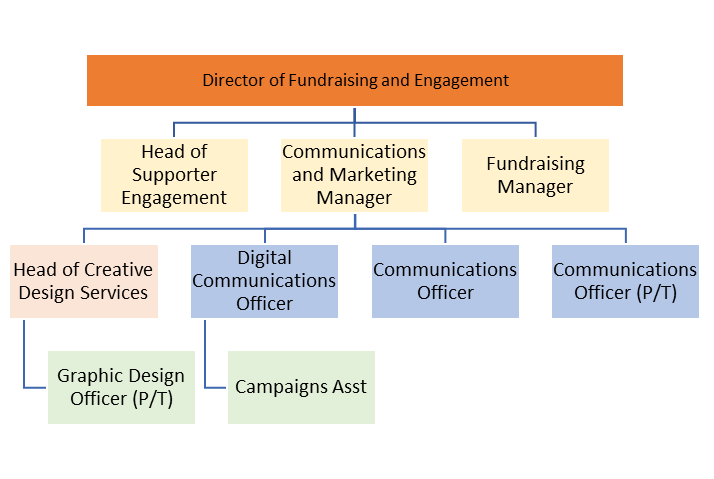 Director of Fundraising and Engagement
Head of
Supporter
Engagement
Communications
and Marketing
Manager
Fundraising
Manager
Head of Creative
Design Services
Digital
Communications
Officer
Communications
Officer
Communications
Officer (P/T)
Graphic Design
Officer (P/T)
Campaigns Asst